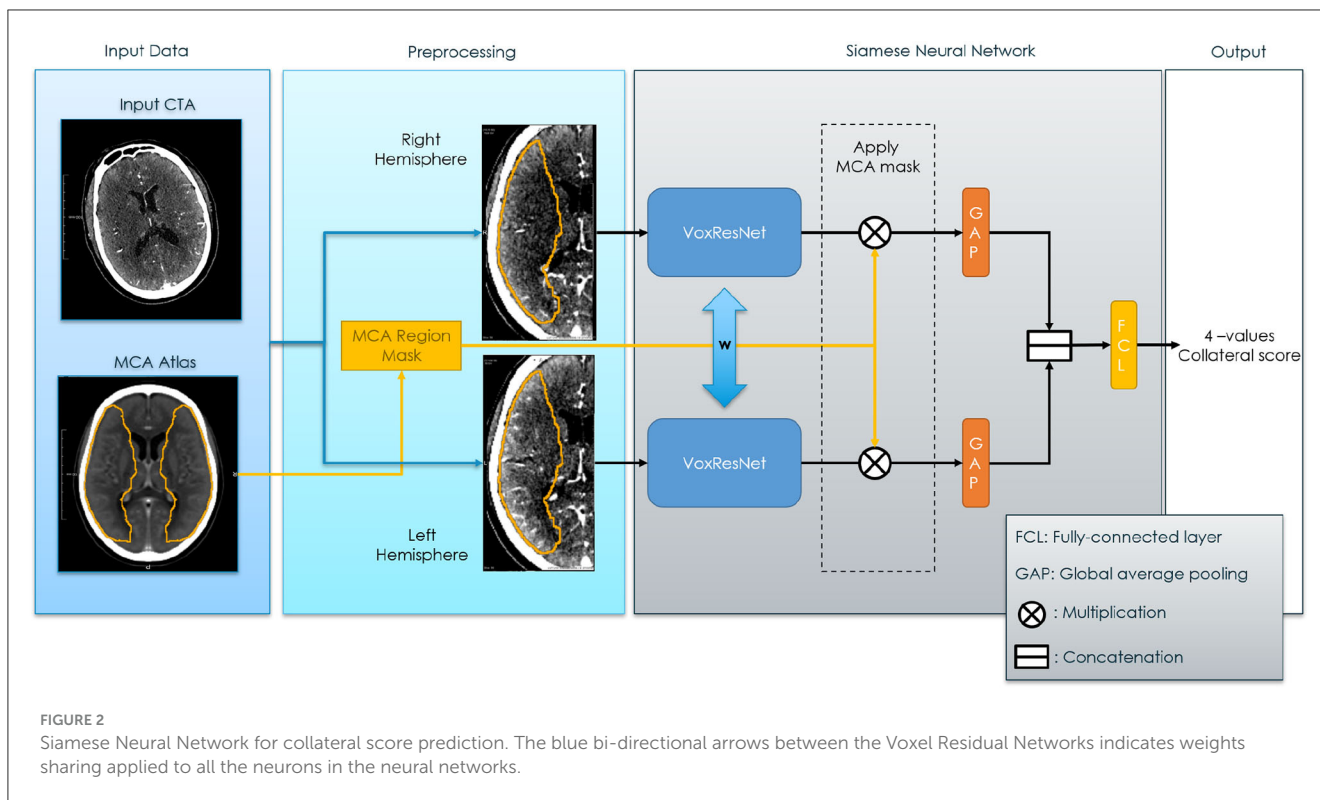 Input Data
Preprocessing
Siamese Neural Network
Output
Input CTA
MCA Atlas
Right
Hemisphere
MCA Region
Mask
Left
Hemisphere
VoxResNet
w
VoxResNet
Apply
MCA mask
GAP
GAP
FCL
4 –values
Collateral score
FCL: Fully-connected layer
GAP: Global average pooling
: Multiplication
: Concatenation
FIGURE 2
Siamese Neural Network for collateral score prediction. The blue bi-directional arrows between the Voxel Residual Networks indicates weights
sharing applied to all the neurons in the neural networks.